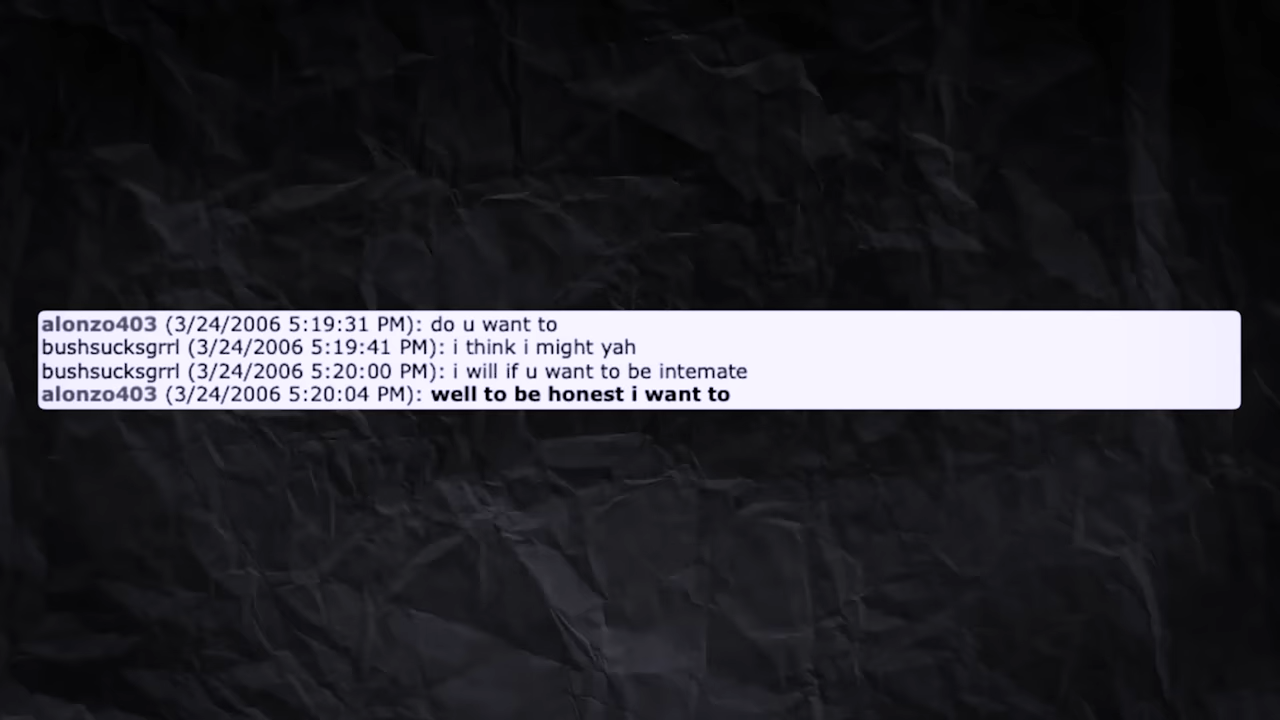 alonzo403 (3/24/2006 5:19:31 PM): do u want to
bushsucksgrrl (3/24/2006 5:19:41 PM): i think i might yah
bushsucksgrrl (3/24/2006 5:20:00 PM): i will if u want to be intemate
alonzo403 (3/24/2006 5:20:04 PM): well to be honest i want to